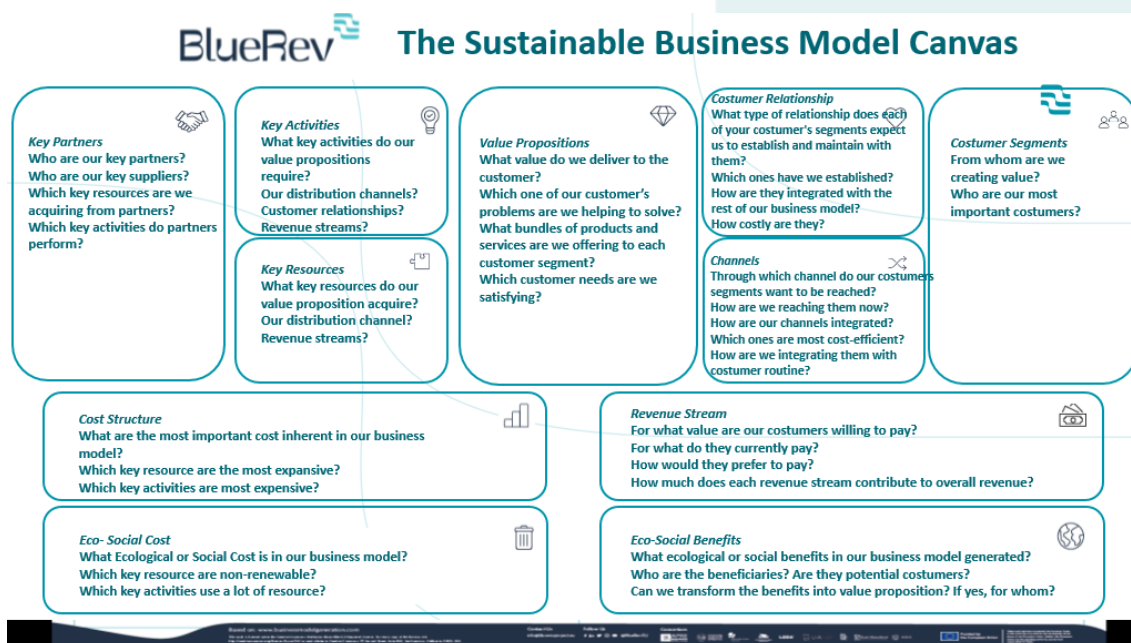 BlueRev
The Sustainable Business Model Canvas
Key Partners
Who are our key partners?
Who are our key suppliers?
Which key resources are we
acquiring from partners?
Which key activities do partners
perform?
Key Activities
What key activities do our
value propositions
require?
Our distribution channels?
Customer relationships?
Revenue streams?
Key Resources
What key resources do our
value proposition acquire?
Our distribution channel?
Revenue streams?
Value Propositions
What value do we deliver to the
customer?
Which one of our customer's
problems are we helping to solve?
What bundles of products and
services are we offering to each
customer segment?
Which customer needs are we
satisfying?
Costumer Relationship
What type of relationship does each
of your costumer's segments expect
us to establish and maintain with
them?
Which ones have we established?
How are they integrated with the
rest of our business model?
How costly are they?
Channels
Through which channel do our costumers
segments want to be reached?
How are we reaching them now?
How are our channels integrated?
Which ones are most cost-efficient?
How are we integrating them with
costumer routine?
Costumer Segments
From whom are we
creating value?
Who are our most
important costumers?
Cost Structure
What are the most important cost inherent in our business
model?
Which key resource are the most expansive?
Which key activities are most expensive?
Revenue Stream
For what value are our costumers willing to pay?
For what do they currently pay?
How would they prefer to pay?
How much does each revenue stream contribute to overall revenue?
Eco- Social Cost
What Ecological or Social Cost is in our business model?
Which key resource are non-renewable?
Which key activities use a lot of resource?
Eco-Social Benefits
What ecological or social benefits in our business model generated?
Who are the beneficiaries? Are they potential costumers?
Can we transform the benefits into value proposition? If yes, for whom?
Based on: www.businessmodelgeneration.com